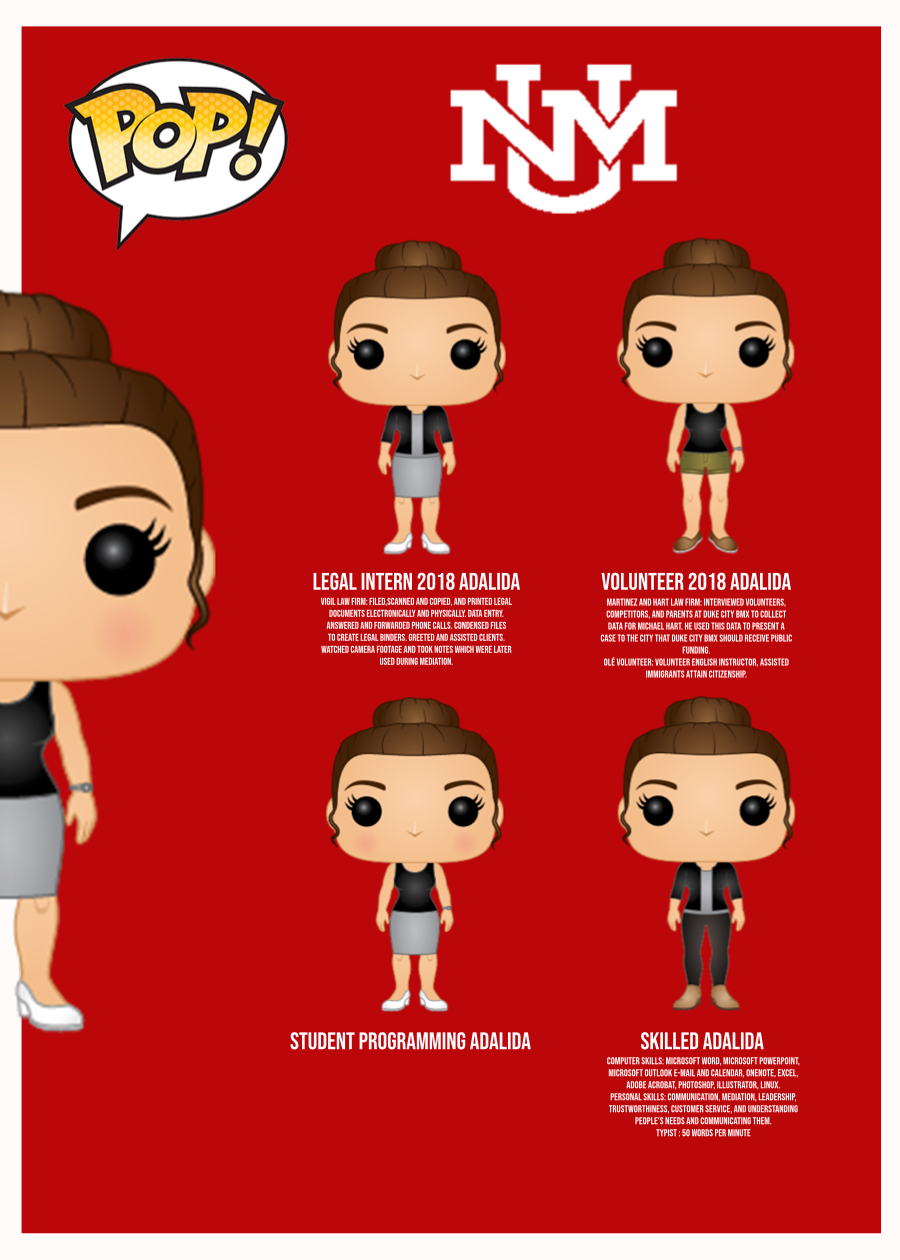 POP!
UNM
LEGAL INTERN 2018 ADALIDA
VIGIL LAW FIRM: FILED,SCANNED AND COPIED, AND PRINTED LEGAL
DOCUMENTS ELECTRONICALLY AND PHYSICALLY. DATA ENTRY.
ANSWERED AND FORWARDED PHONE CALLS. CONDENSED FILES
TO CREATE LEGAL BINDERS. GREETED AND ASSISTED CLIENTS.
WATCHED CAMERA FOOTAGE AND TOOK NOTES WHICH WERE LATER
USED DURING MEDIATION.
VOLUNTEER 2018 ADALIDA
MARTINEZ AND HART LAW FIRM: INTERVIEWED VOLUNTEERS,
COMPETITORS, AND PARENTS AT DUKE CITY BMX TO COLLECT
DATA FOR MICHAEL HART. HE USED THIS DATA TO PRESENT A
CASE TO THE CITY THAT DUKE CITY BMX SHOULD RECEIVE PUBLIC
FUNDING.
OLÉ VOLUNTEER: VOLUNTEER ENGLISH INSTRUCTOR, ASSISTED
IMMIGRANTS ATTAIN CITIZENSHIP.
STUDENT PROGRAMMING ADALIDA
SKILLED ADALIDA
COMPUTER SKILLS: MICROSOFT WORD, MICROSOFT POWERPOINT,
MICROSOFT OUTLOOK E-MAIL AND CALENDAR, ONENOTE, EXCEL,
ADOBE ACROBAT, PHOTOSHOP, ILLUSTRATOR, LINUX.
PERSONAL SKILLS: COMMUNICATION, MEDIATION, LEADERSHIP,
TRUSTWORTHINESS, CUSTOMER SERVICE, AND UNDERSTANDING
PEOPLE'S NEEDS AND COMMUNICATING THEM.
TYPIST : 50 WORDS PER MINUTE